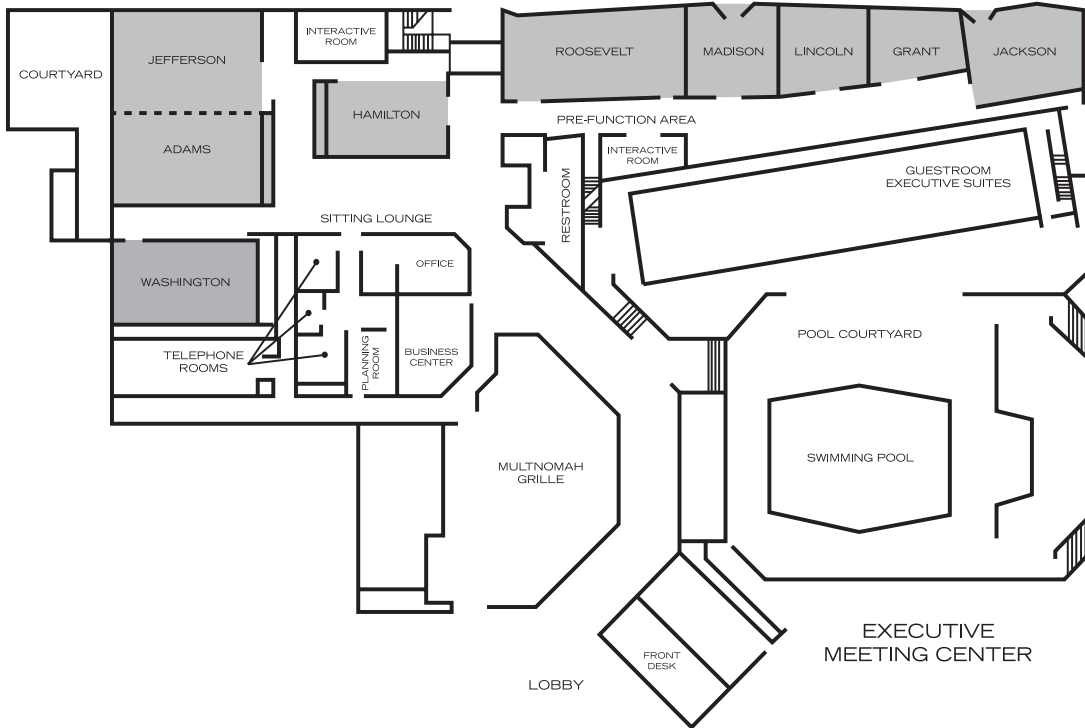 INTERACTIVE
ROOM
JEFFERSON
COURTYARD
ROOSEVELT
MADISON
LINCOLN
GRANT
JACKSON
HAMILTON
PRE-FUNCTION AREA
ADAMS
INTERACTIVE
ROOM
RESTROOM
GUESTROOM
EXECUTIVE SUITES
SITTING LOUNGE
OFFICE
WASHINGTON
TELEPHONE
ROOMS
PLANNING
ROOM
BUSINESS
CENTER
POOL COURTYARD
SWIMMING POOL
MULTNOMAH
GRILLE
FRONT
DESK
LOBBY
EXECUTIVE
MEETING CENTER